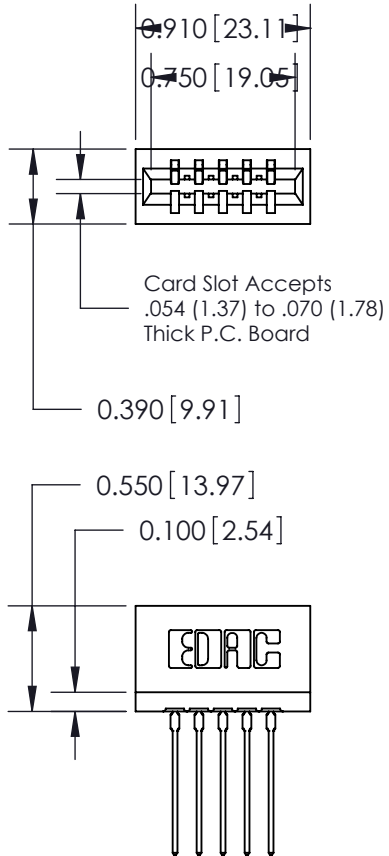 0.910 [23.11]
0.750 [19.05]
Card Slot Accepts
.054 (1.37) to .070 (1.78)
Thick P.C. Board
0.390 [9.91]
0.550 [13.97]
0.100 [2.54]
EDAC